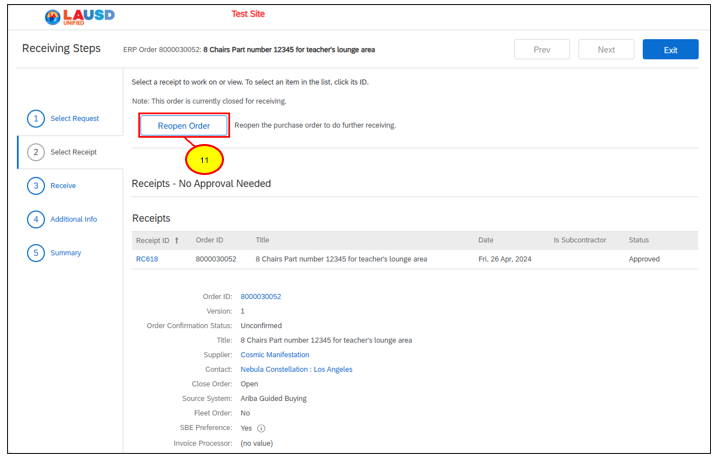 LAUSD
UNIFIED
Test Site
Receiving Steps
ERP Order 8000030052: 8 Chairs Part number 12345 for teacher's lounge area
Prev
Next
Exit
1 Select Request
2 Select Receipt
3 Receive
4 Additional Info
5 Summary
Select a receipt to work on or view. To select an item in the list, click its ID.
Note: This order is currently closed for receiving.
Reopen Order Reopen the purchase order to do further receiving.
11
Receipts - No Approval Needed
Receipts
Receipt ID ↑ Order ID Title Date Is Subcontractor Status
RC618 8000030052 8 Chairs Part number 12345 for teacher's lounge area Fri, 26 Apr, 2024 Approved
Order ID: 8000030052
Version: 1
Order Confirmation Status: Unconfirmed
Title: 8 Chairs Part number 12345 for teacher's lounge area
Supplier: Cosmic Manifestation
Contact: Nebula Constellation : Los Angeles
Close Order: Open
Source System: Ariba Guided Buying
Fleet Order: No
SBE Preference: Yes
Invoice Processor: (no value)